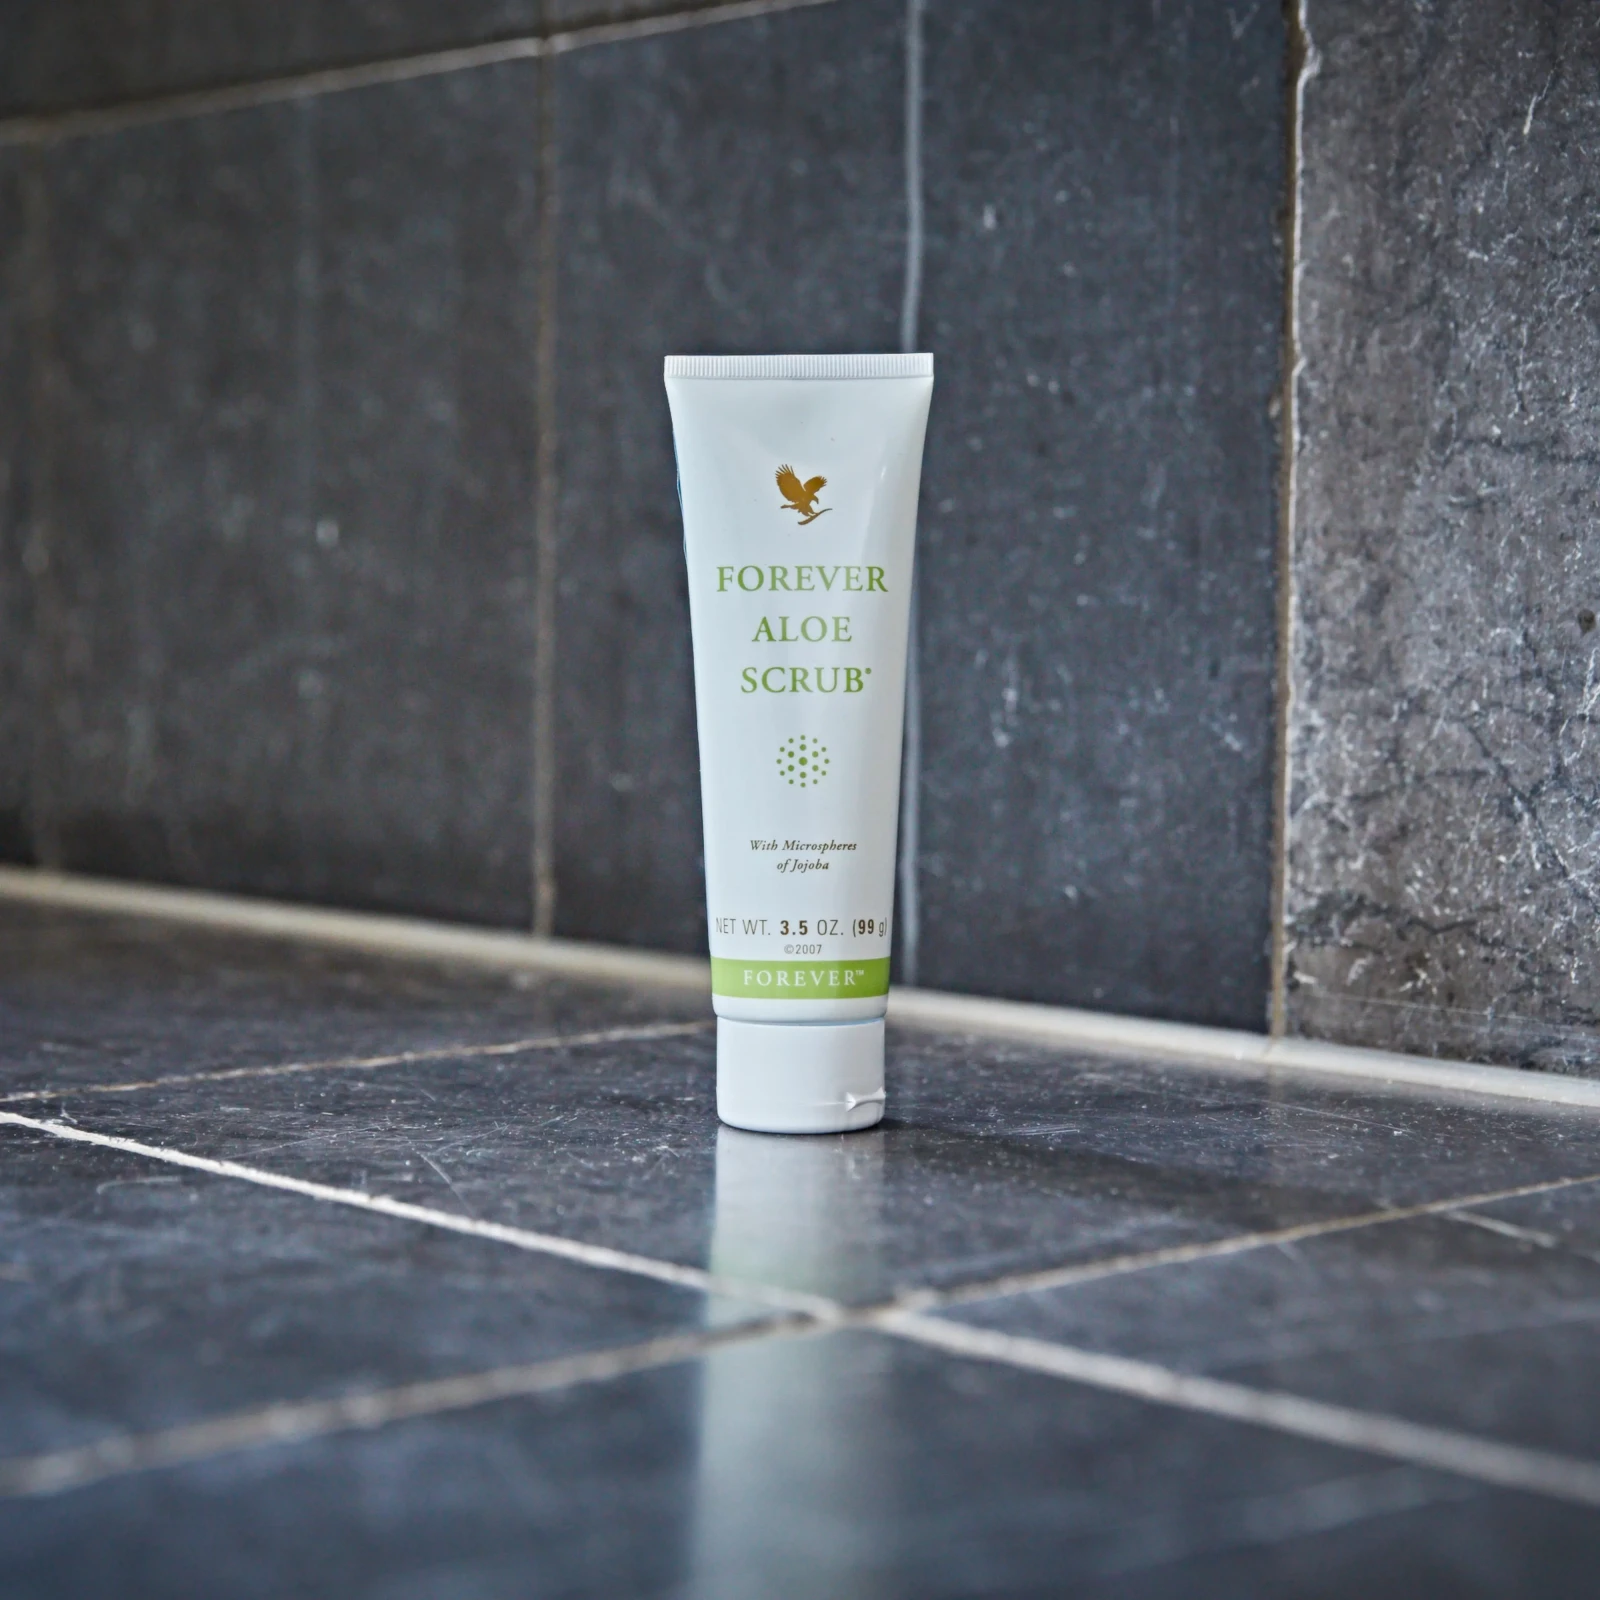 FOREVER
ALOE
SCRUB®
With Microspheres
of Jojoba
NET WT. 3.5 OZ. (99 g)
©2007
FOREVER™